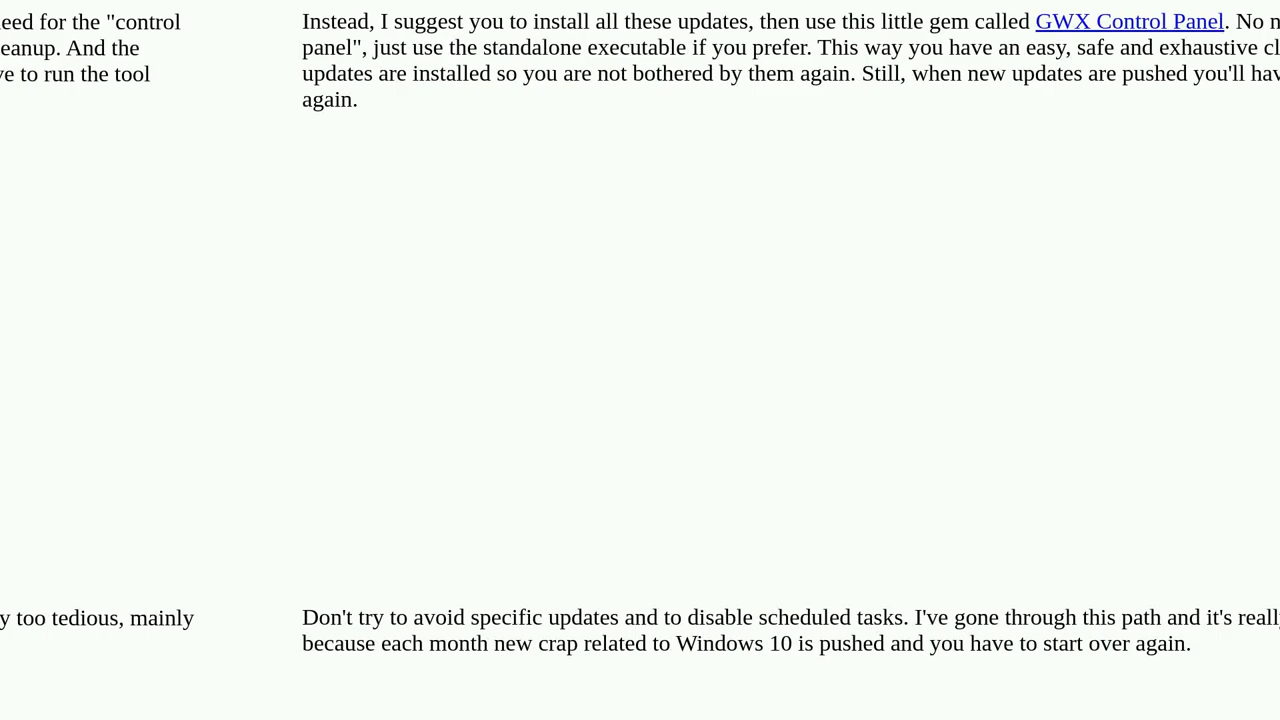 eed for the "control
eanup. And the
ve to run the tool
Instead, I suggest you to install all these updates, then use this little gem called GWX Control Panel. No n
panel", just use the standalone executable if you prefer. This way you have an easy, safe and exhaustive cl
updates are installed so you are not bothered by them again. Still, when new updates are pushed you'll hav
again.
y too tedious, mainly
Don't try to avoid specific updates and to disable scheduled tasks. I've gone through this path and it's really
because each month new crap related to Windows 10 is pushed and you have to start over again.